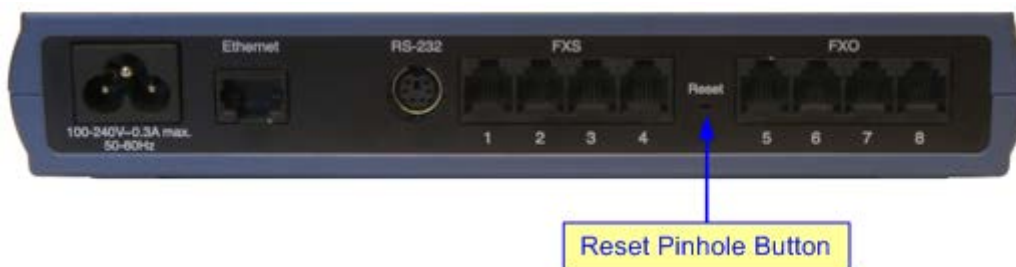 Ethernet
RS-232
FXS
FXO
Reset
100-240V~0.3A max.
50-60Hz
1 2 3 4
5 6 7 8
Reset Pinhole Button